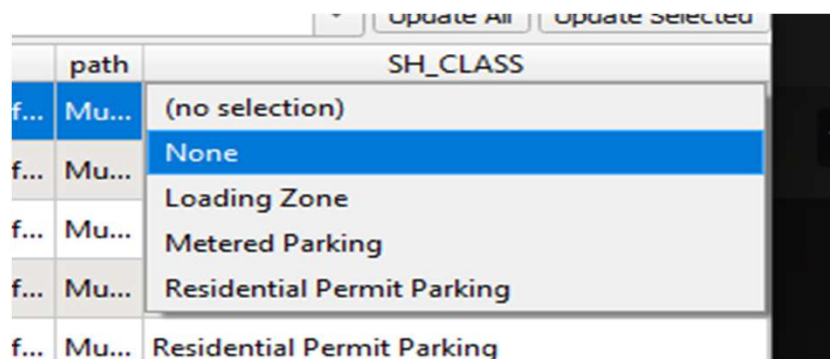 Update All Update Selected
path SH_CLASS
f... Mu... (no selection)
None
f... Mu... Loading Zone
f... Mu... Metered Parking
f... Mu... Residential Permit Parking
f... Mu... Residential Permit Parking